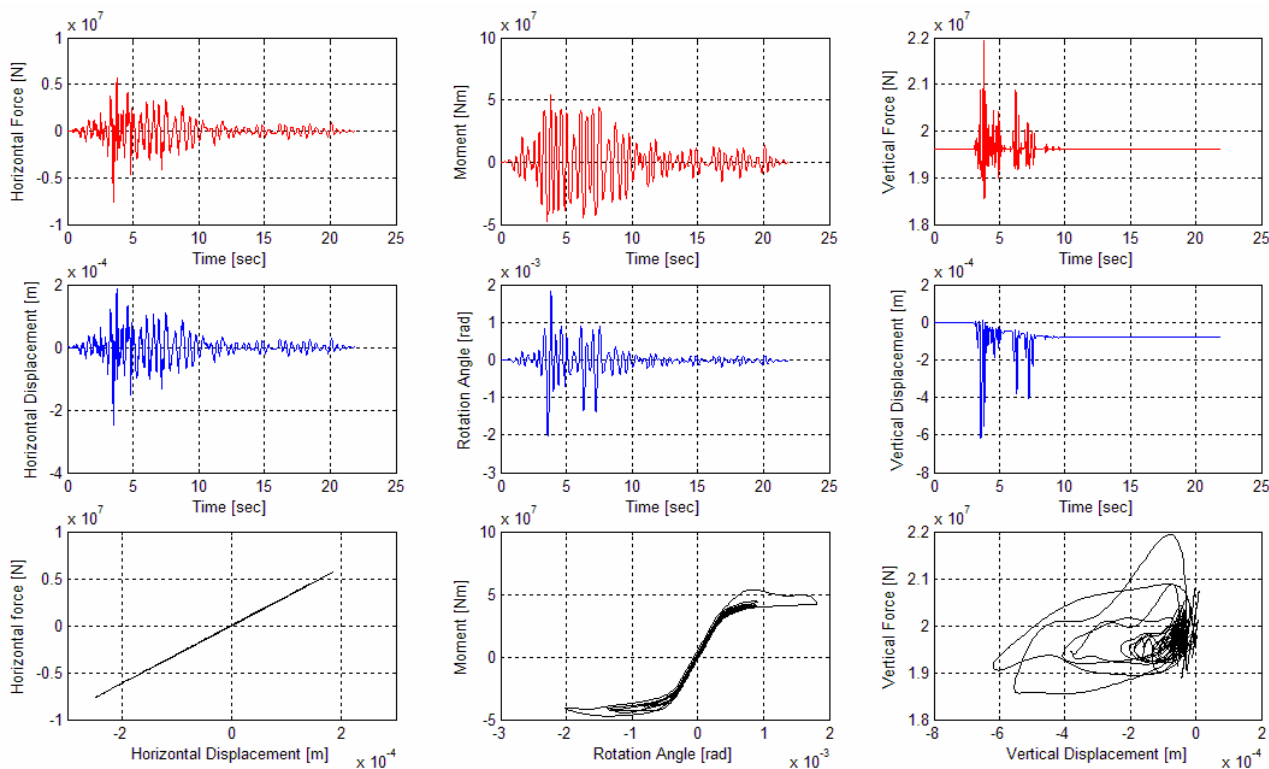 x 10^7
1
0.5
0
-0.5
-1
0 5 10 15 20 25
Horizontal Force [N]
Time [sec]
x 10^7
10
5
0
-5
0 5 10 15 20 25
Moment [Nm]
Time [sec]
x 10^7
2.2
2.1
2
1.9
1.8
0 5 10 15 20 25
Vertical Force [N]
Time [sec]
x 10^-4
2
0
-2
-4
0 5 10 15 20 25
Horizontal Displacement [m]
Time [sec]
x 10^-3
2
1
0
-1
-2
-3
0 5 10 15 20 25
Rotation Angle [rad]
Time [sec]
x 10^-4
2
0
-2
-4
-6
-8
0 5 10 15 20 25
Vertical Displacement [m]
Time [sec]
x 10^7
1
0.5
0
-0.5
-1
-2 0 2
Horizontal force [N]
Horizontal Displacement [m]
x 10^-4
x 10^7
10
5
0
-5
-3 -2 -1 0 1 2
Moment [Nm]
Rotation Angle [rad]
x 10^-3
x 10^7
2.2
2.1
2
1.9
1.8
-8 -6 -4 -2 0 2
Vertical Force [N]
Vertical Displacement [m]
x 10^-4